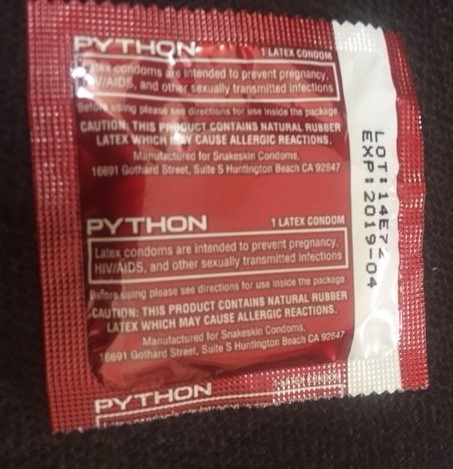 PYTHON
1 LATEX CONDOM
Latex condoms are intended to prevent pregnancy,
HIV/AIDS, and other sexually transmitted infections
Before using please see directions for use inside the package
CAUTION: THIS PRODUCT CONTAINS NATURAL RUBBER
LATEX WHICH MAY CAUSE ALLERGIC REACTIONS.
Manufactured for Snakeskin Condoms,
16691 Gothard Street, Suite S Huntington Beach CA 92647
PYTHON
1 LATEX CONDOM
Latex condoms are intended to prevent pregnancy,
HIV/AIDS, and other sexually transmitted infections
Before using please see directions for use inside the package
CAUTION: THIS PRODUCT CONTAINS NATURAL RUBBER
LATEX WHICH MAY CAUSE ALLERGIC REACTIONS.
Manufactured for Snakeskin Condoms,
16691 Gothard Street, Suite S Huntington Beach CA 92647
PYTHON
1 LATEX CONDOM
LOT:
EXP: 2019-04